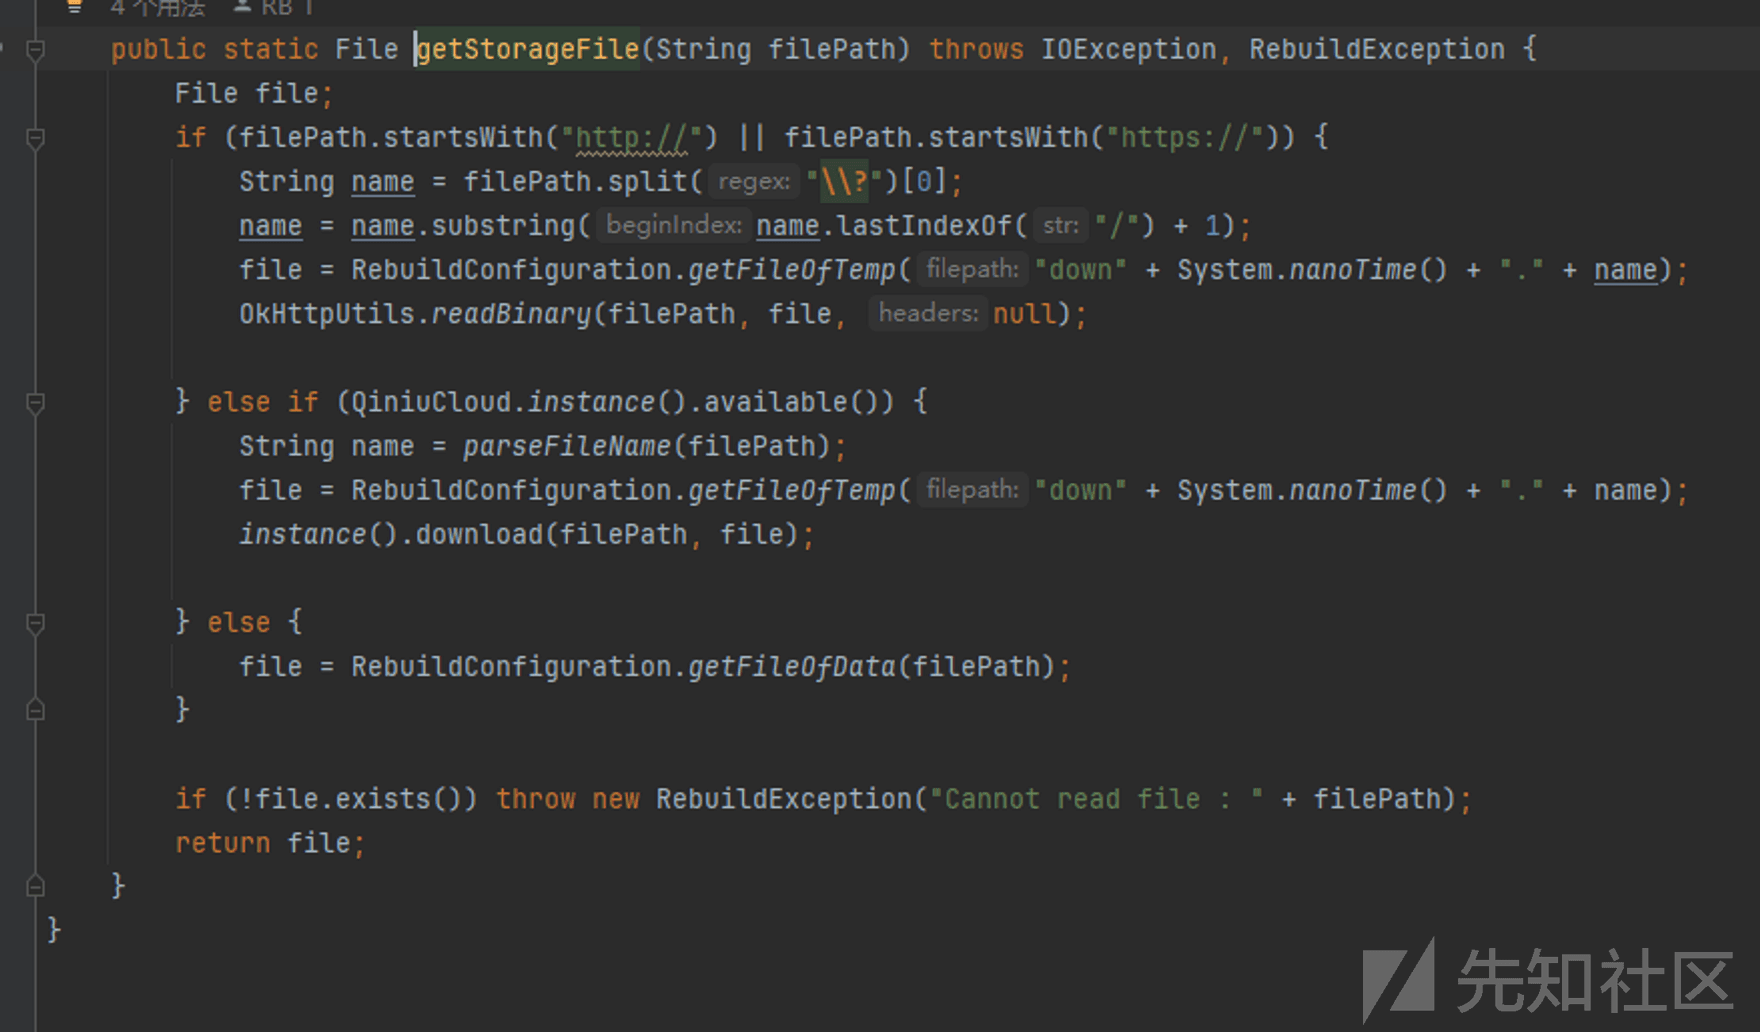 4 个用法 RB
public static File getStorageFile(String filePath) throws IOException, RebuildException {
File file;
if (filePath.startsWith("http://") || filePath.startsWith("https://")) {
String name = filePath.split( regex: "\\?")[0];
name = name.substring( beginIndex: name.lastIndexOf( str: "/") + 1);
file = RebuildConfiguration.getFileOfTemp( filepath: "down" + System.nanoTime() + "." + name);
OkHttpUtils.readBinary(filePath, file, headers: null);
} else if (QiniuCloud.instance().available()) {
String name = parseFileName(filePath);
file = RebuildConfiguration.getFileOfTemp( filepath: "down" + System.nanoTime() + "." + name);
instance().download(filePath, file);
} else {
file = RebuildConfiguration.getFileOfData(filePath);
}
if (!file.exists()) throw new RebuildException("Cannot read file : " + filePath);
return file;
}
}
先知社区